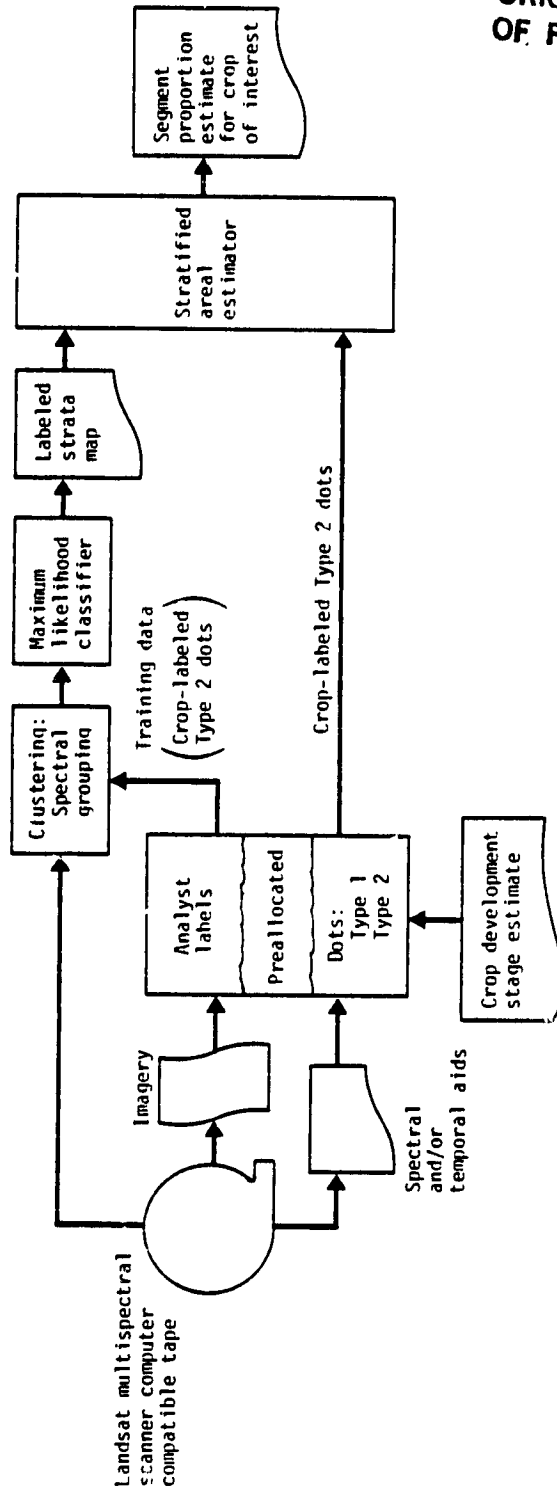 ORIG
OF F
Landsat multispectral
scanner computer
compatible tape
Imagery
Spectral
and/or
temporal aids
Analyst
labels
Preallocated
Dots:
Type 1
Type 2
Crop development
stage estimate
Clustering:
Spectral
grouping
Training data
(Crop-labeled
Type 2 dots)
Maximum
likelihood
classifier
Labeled
strata
map
Crop-labeled Type 2 dots
Stratified
areal
estimator
Segment
proportion
estimate
for crop
of interest